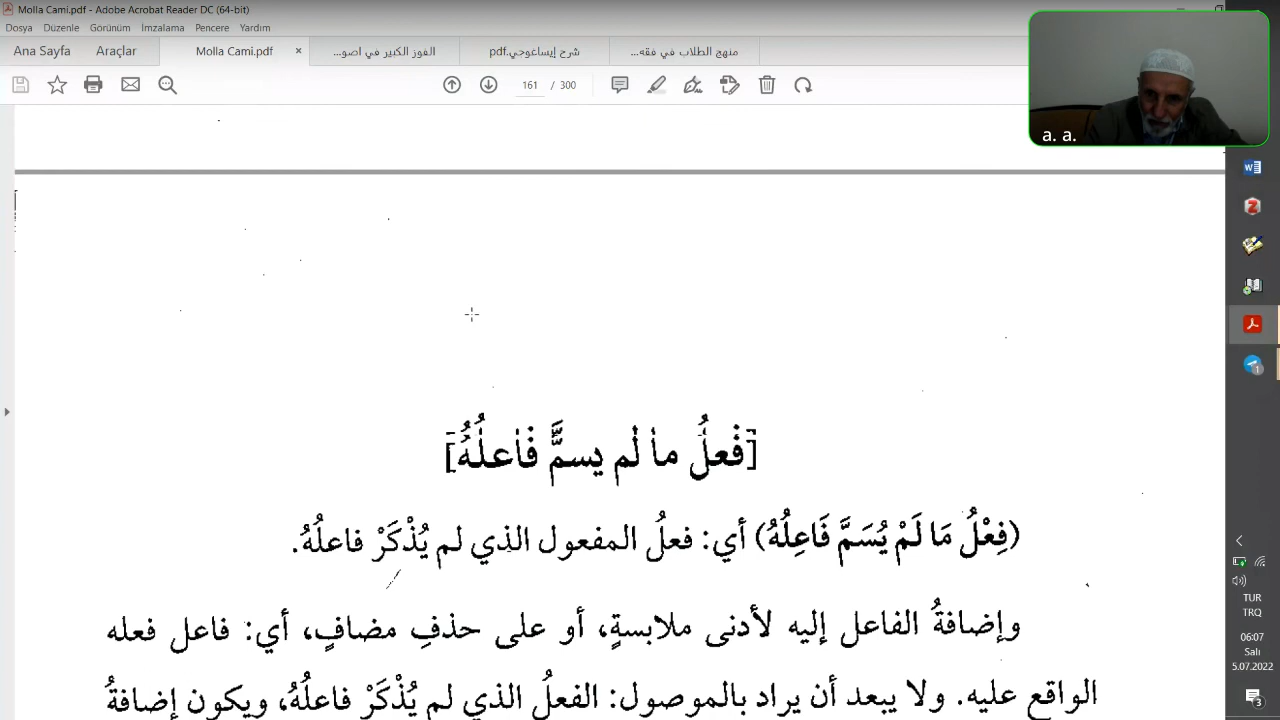 Molla Cami.pdf - Adobe Acrobat Reader DC (64-bit)
Dosya Düzenle Görünüm İmzalama Pencere Yardım
Ana Sayfa Araçlar Molla Cami.pdf × الفوز الكبير في اصو... شرح إيساغوجي.pdf منهج الطلاب في فقه...
161 / 300
a. a.
[فعلُ ما لم يسمَّ فاعلُهُ]
(فِعْلُ مَا لَمْ يُسَمَّ فَاعِلُهُ) أي: فعلُ المفعول الذي لم يُذْكَرْ فاعلُهُ.
وإضافةُ الفاعل إليه لأدنى ملابسةٍ، أو على حذفِ مضافٍ، أي: فاعل فعله
الواقع عليه. ولا يبعد أن يراد بالموصول: الفعلُ الذي لم يُذْكَرْ فاعلُهُ، ويكون إضافةُ
TUR
TRQ
06:07
Salı
5.07.2022
3
1